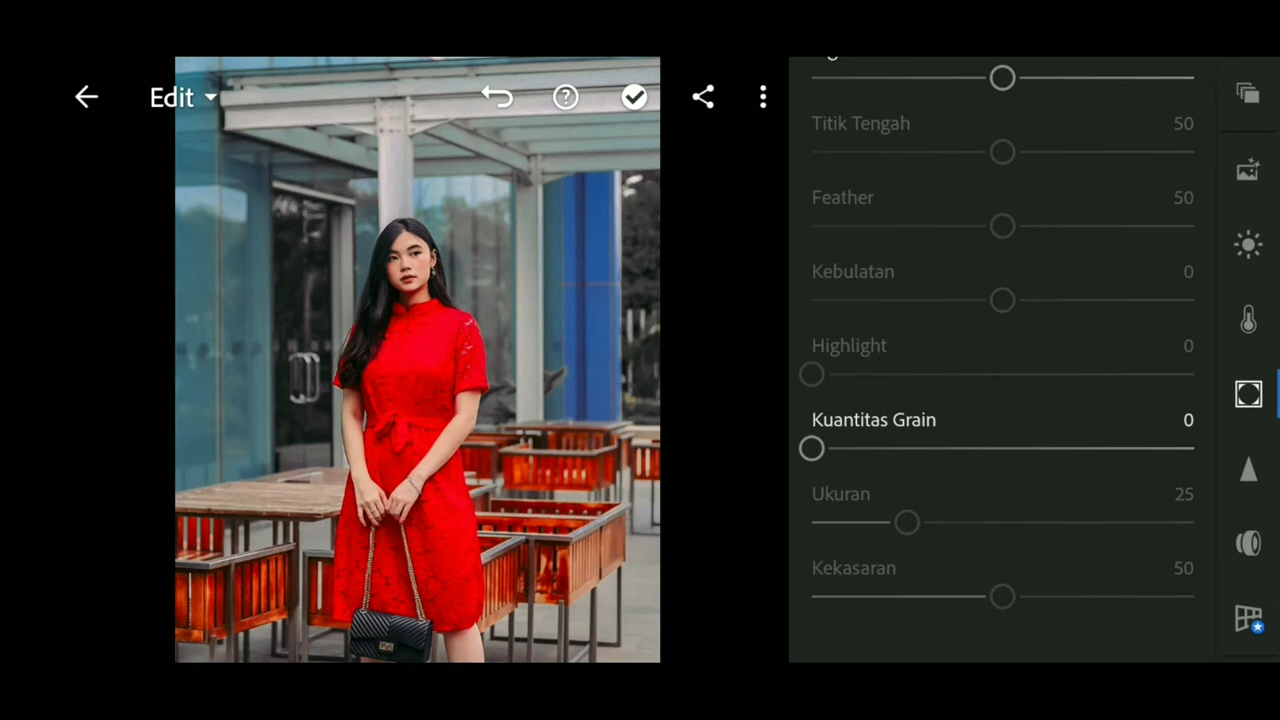 Edit
Titik Tengah 50
Feather 50
Kebulatan 0
Highlight 0
Kuantitas Grain 0
Ukuran 25
Kekasaran 50